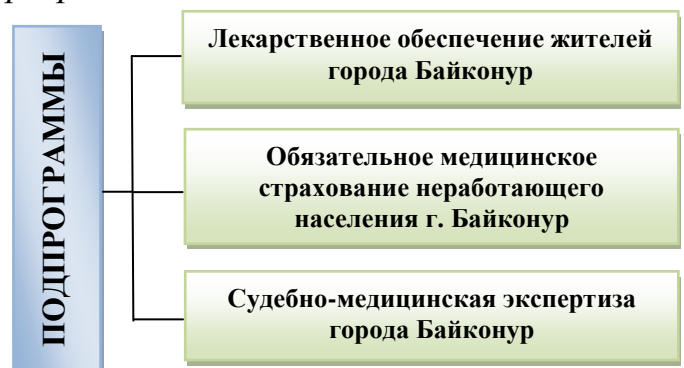 ПОДПРОГРАММЫ
Лекарственное обеспечение жителей
города Байконур
Обязательное медицинское
страхование неработающего
населения г. Байконур
Судебно-медицинская экспертиза
города Байконур